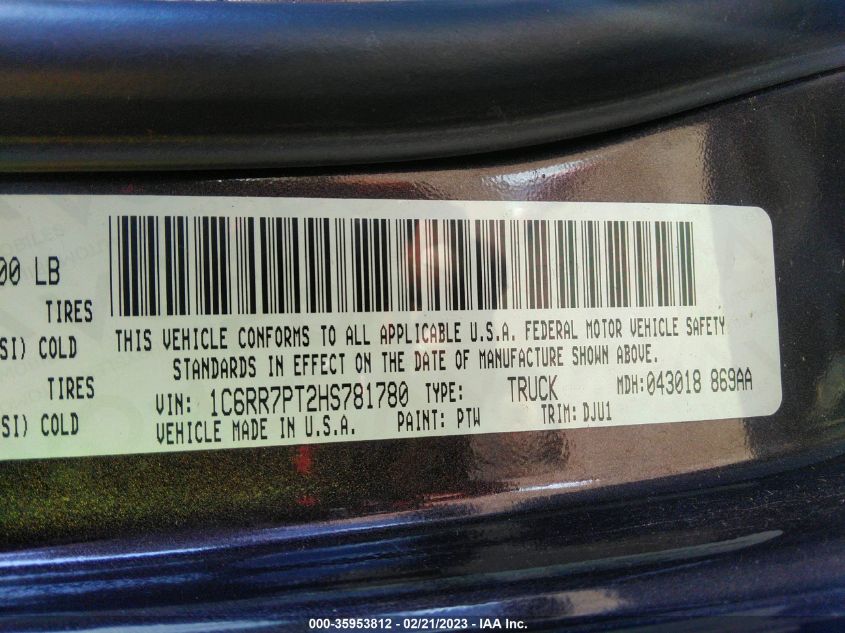 00 LB
TIRES
SI) COLD
TIRES
SI) COLD
THIS VEHICLE CONFORMS TO ALL APPLICABLE U.S.A. FEDERAL MOTOR VEHICLE SAFETY
STANDARDS IN EFFECT ON THE DATE OF MANUFACTURE SHOWN ABOVE.
VIN: 1C6RR7PT2HS781780 TYPE: TRUCK MDH:043018 869AA
VEHICLE MADE IN U.S.A. PAINT: PTW TRIM: DJU1
000-35953812 - 02/21/2023 - IAA Inc.